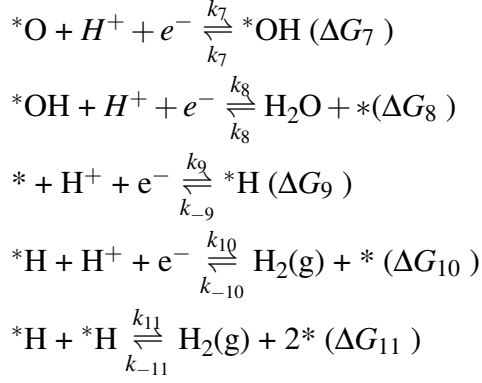 *O + H⁺ + e⁻ k₇ ⇌ k₇ *OH (ΔG₇ )
*OH + H⁺ + e⁻ k₈ ⇌ k₈ H₂O + *(ΔG₈ )
* + H⁺ + e⁻ k₉ ⇌ k₋₉ *H (ΔG₉ )
*H + H⁺ + e⁻ k₁₀ ⇌ k₋₁₀ H₂(g) + * (ΔG₁₀ )
*H + *H k₁₁ ⇌ k₋₁₁ H₂(g) + 2* (ΔG₁₁ )